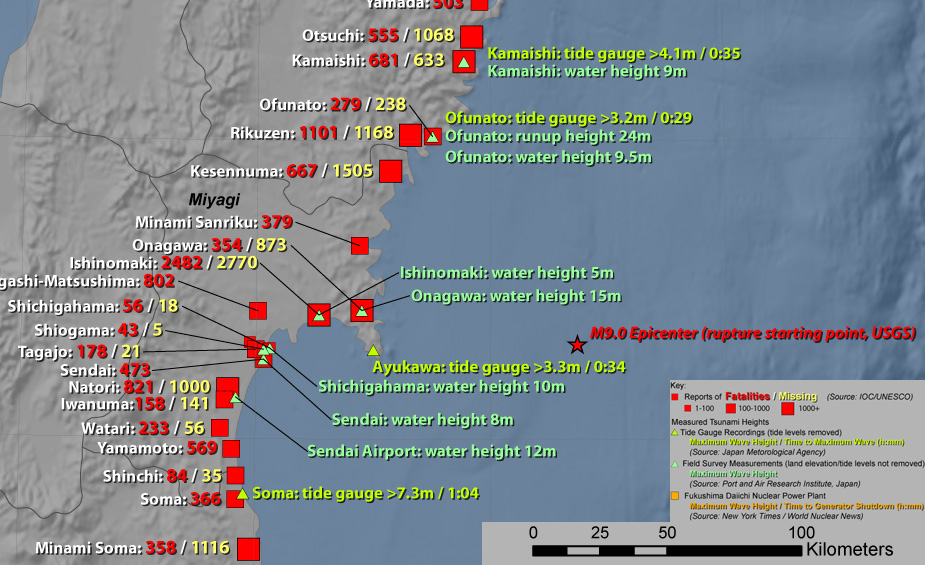 Yamada: 503
Otsuchi: 555 / 1068
Kamaishi: 681 / 633
Kamaishi: tide gauge >4.1m / 0:35
Kamaishi: water height 9m
Ofunato: 279 / 238
Ofunato: tide gauge >3.2m / 0:29
Rikuzen: 1101 / 1168
Ofunato: runup height 24m
Ofunato: water height 9.5m
Kesennuma: 667 / 1505
Miyagi
Minami Sanriku: 379
Onagawa: 354 / 873
Ishinomaki: 2482 / 2770
Ishinomaki: water height 5m
gashi-Matsushima: 802
Onagawa: water height 15m
Shichigahama: 56 / 18
Shiogama: 43 / 5
M9.0 Epicenter (rupture starting point, USGS)
Tagajo: 178 / 21
Sendai: 473
Ayukawa: tide gauge >3.3m / 0:34
Natori: 821 / 1000
Shichigahama: water height 10m
Iwanuma: 158 / 141
Sendai: water height 8m
Watari: 233 / 56
Yamamoto: 569
Sendai Airport: water height 12m
Shinchi: 84 / 35
Soma: 366
Soma: tide gauge >7.3m / 1:04
Minami Soma: 358 / 1116
Key:
Reports of Fatalities / Missing (Source: IOC/UNESCO)
1-100 100-1000 1000+
Measured Tsunami Heights
Tide Gauge Recordings (tide levels removed)
Maximum Wave Height / Time to Maximum Wave (h:mm)
(Source: Japan Metorological Agency)
Field Survey Measurements (land elevation/tide levels not removed)
Maximum Wave Height
(Source: Port and Air Research Institute, Japan)
Fukushima Daiichi Nuclear Power Plant
Maximum Wave Height / Time to Generator Shutdown (h:mm)
(Source: New York Times / World Nuclear News)
0 25 50 100
Kilometers